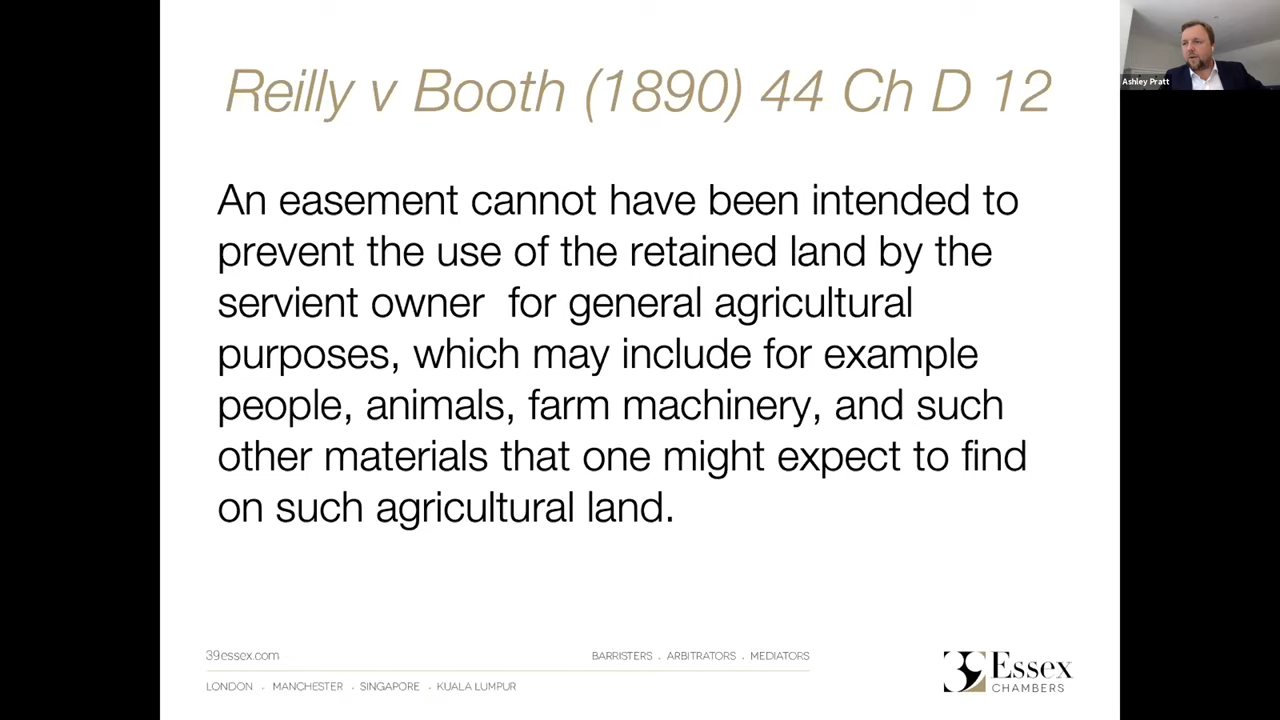 Reilly v Booth (1890) 44 Ch D 12
Ashley Pratt
An easement cannot have been intended to
prevent the use of the retained land by the
servient owner  for general agricultural
purposes, which may include for example
people, animals, farm machinery, and such
other materials that one might expect to find
on such agricultural land.
39essex.com
BARRISTERS . ARBITRATORS . MEDIATORS
LONDON . MANCHESTER . SINGAPORE . KUALA LUMPUR
39 Essex
CHAMBERS